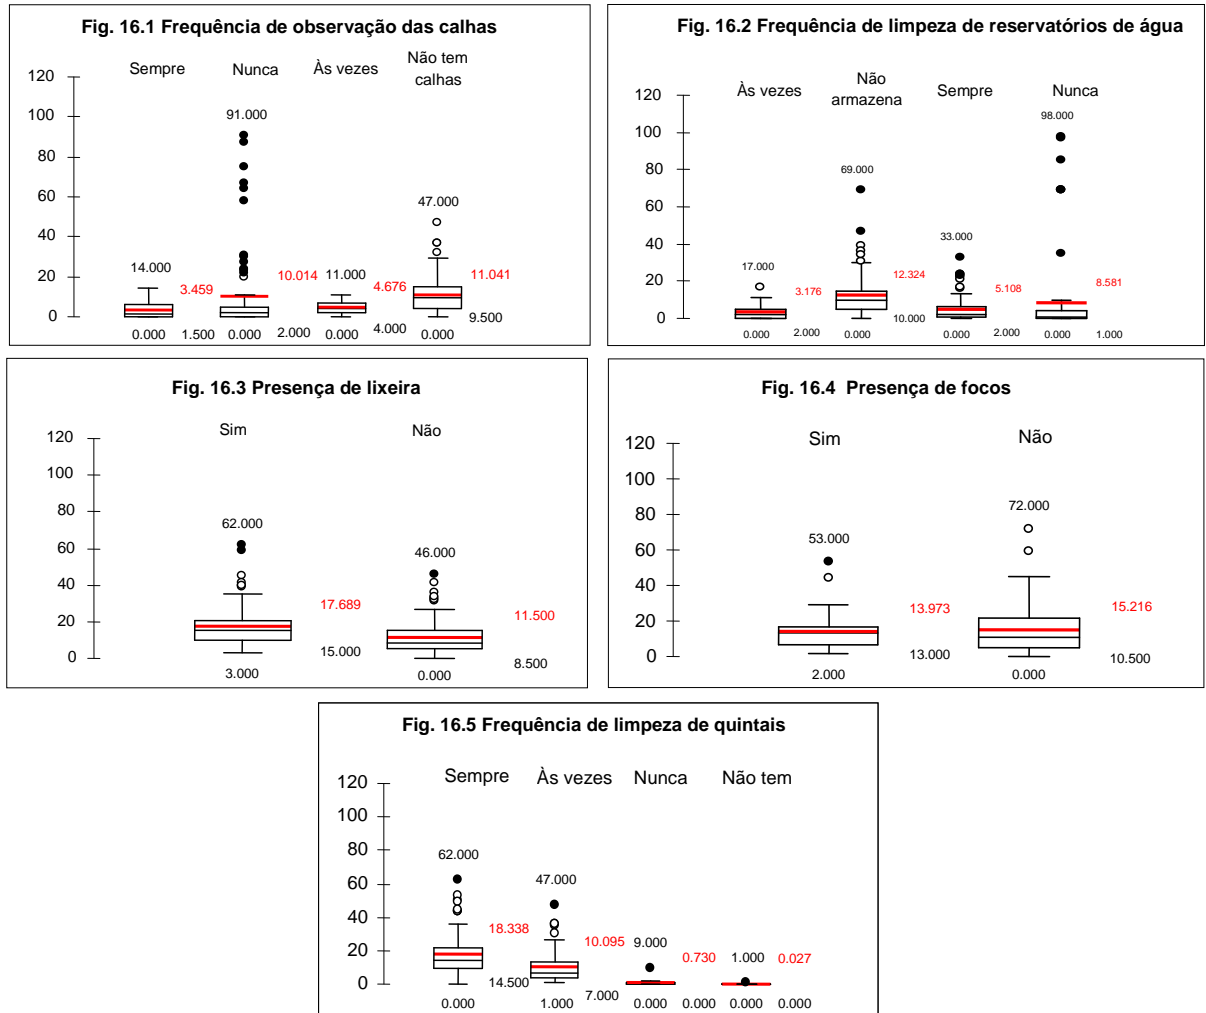 Fig. 16.1 Frequência de observação das calhas
Sempre Nunca Às vezes Não tem calhas
120
100
80
60
40
20
0
14.000 91.000 11.000 47.000
3.459 10.014 4.676 11.041
0.000 1.500 0.000 2.000 0.000 4.000 0.000 9.500
Fig. 16.2 Frequência de limpeza de reservatórios de água
Às vezes Não armazena Sempre Nunca
120
100
80
60
40
20
0
17.000 69.000 33.000 98.000
3.176 12.324 5.108 8.581
0.000 2.000 0.000 10.000 0.000 2.000 0.000 1.000
Fig. 16.3 Presença de lixeira
Sim Não
120
100
80
60
40
20
0
62.000 46.000
17.689 11.500
3.000 15.000 0.000 8.500
Fig. 16.4 Presença de focos
Sim Não
120
100
80
60
40
20
0
53.000 72.000
13.973 15.216
2.000 13.000 0.000 10.500
Fig. 16.5 Frequência de limpeza de quintais
Sempre Às vezes Nunca Não tem
120
100
80
60
40
20
0
62.000 47.000 9.000 1.000
18.338 10.095 0.730 0.027
0.000 14.500 1.000 7.000 0.000 0.000 0.000 0.000